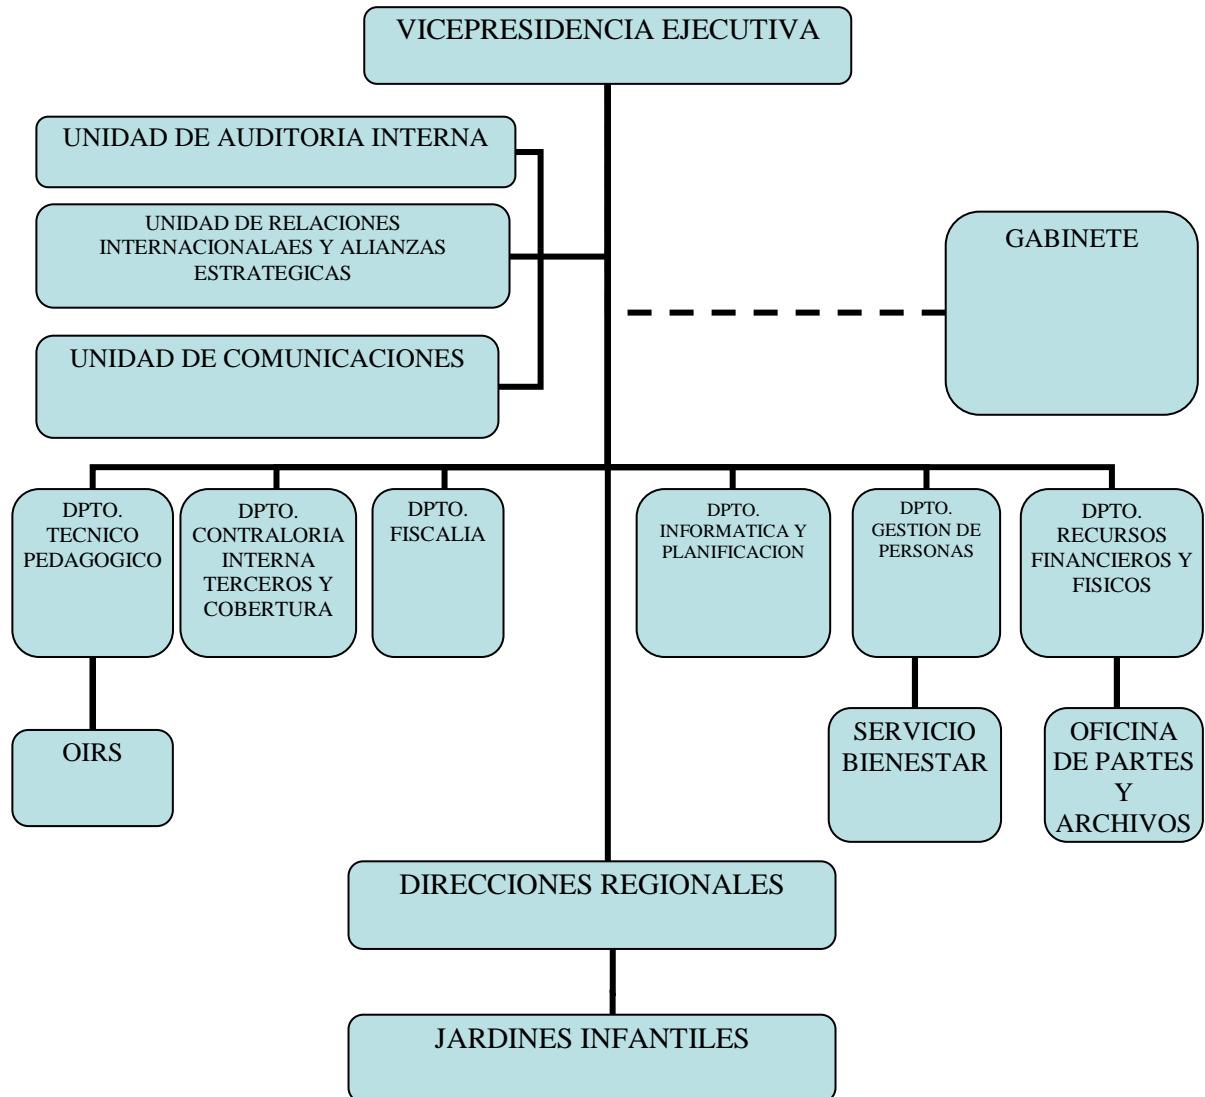 VICEPRESIDENCIA EJECUTIVA
UNIDAD DE AUDITORIA INTERNA
UNIDAD DE RELACIONES
INTERNACIONALAES Y ALIANZAS
ESTRATEGICAS
GABINETE
UNIDAD DE COMUNICACIONES
DPTO.
TECNICO
PEDAGOGICO
DPTO.
CONTRALORIA
INTERNA
TERCEROS Y
COBERTURA
DPTO.
FISCALIA
DPTO.
INFORMATICA Y
PLANIFICACION
DPTO.
GESTION DE
PERSONAS
DPTO.
RECURSOS
FINANCIEROS Y
FISICOS
OIRS
SERVICIO
BIENESTAR
OFICINA
DE PARTES
Y
ARCHIVOS
DIRECCIONES REGIONALES
JARDINES INFANTILES